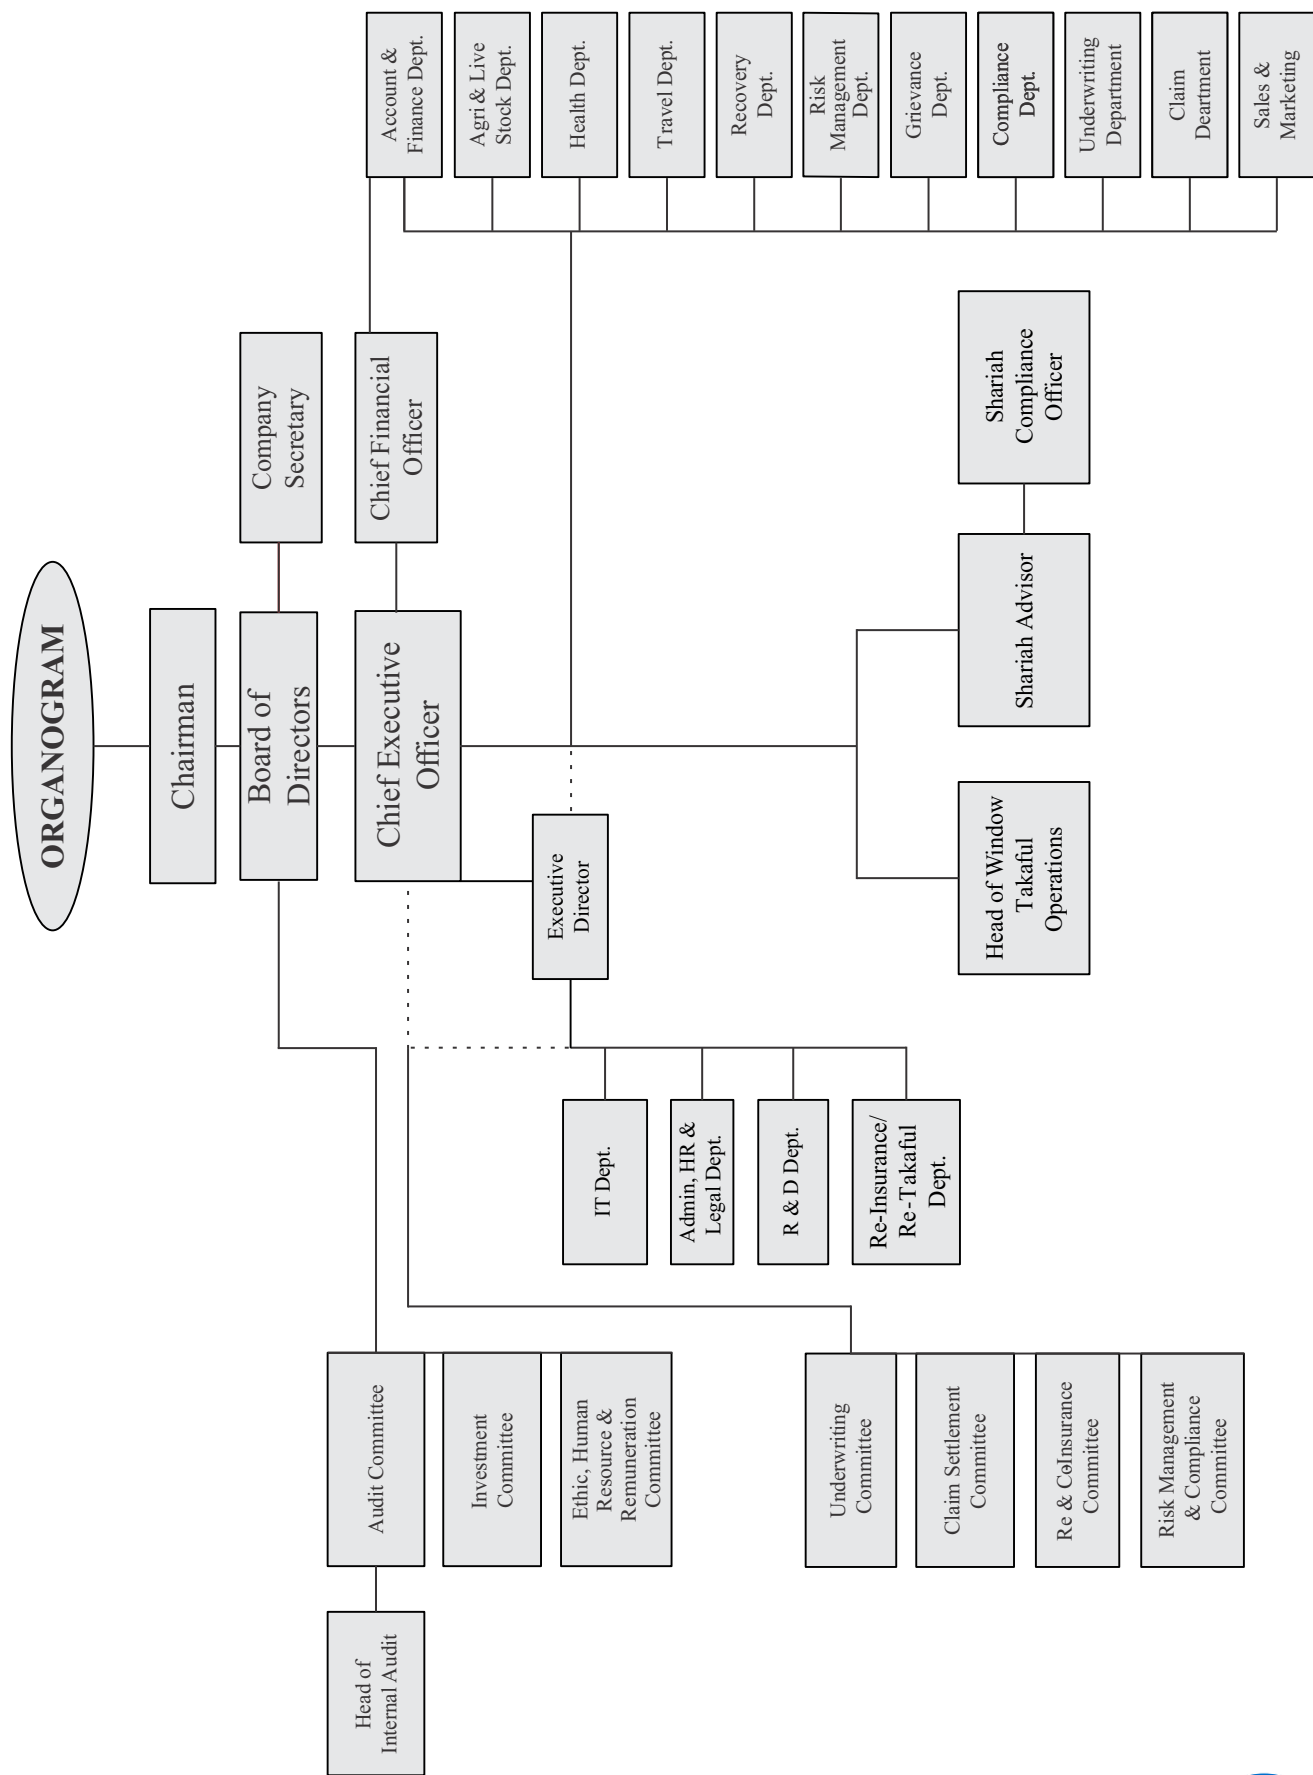 ORGANOGRAM
Chairman
Board of
Directors
Company
Secretary
Chief Executive
Officer
Chief Financial
Officer
Executive
Director
Head of
Internal Audit
Audit Committee
Investment
Committee
Ethic, Human
Resource &
Remuneration
Committee
Underwriting
Committee
Claim Settlement
Committee
Re & CoInsurance
Committee
Risk Management
& Compliance
Committee
IT Dept.
Admin, HR &
Legal Dept.
R & D Dept.
Re-Insurance/
Re-Takaful
Dept.
Head of Window
Takaful
Operations
Shariah Advisor
Shariah
Compliance
Officer
Account &
Finance Dept.
Agri & Live
Stock Dept.
Health Dept.
Travel Dept.
Recovery
Dept.
Risk
Management
Dept.
Grievance
Dept.
Compliance
Dept.
Underwriting
Department
Claim
Deartment
Sales &
Marketing